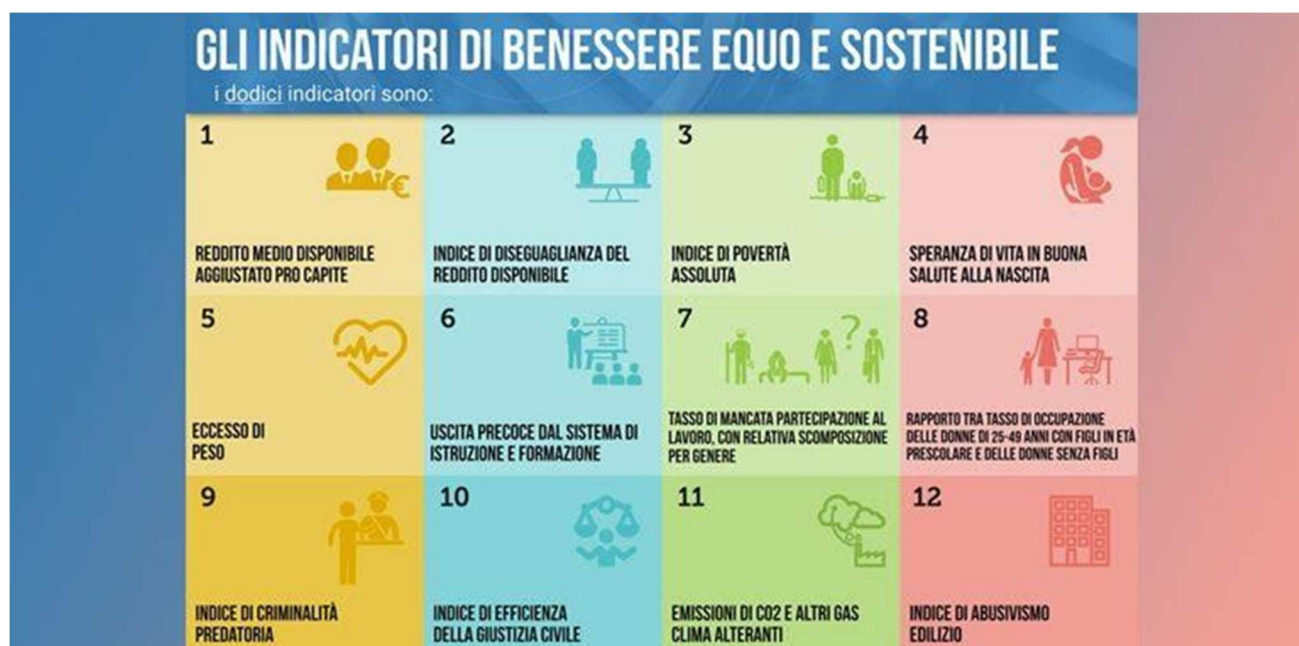 GLI INDICATORI DI BENESSERE EQUO E SOSTENIBILE
i dodici indicatori sono:
1
REDDITO MEDIO DISPONIBILE
AGGIUSTATO PRO CAPITE
€
2
INDICE DI DISEGUAGLIANZA DEL
REDDITO DISPONIBILE
3
INDICE DI POVERTÀ
ASSOLUTA
4
SPERANZA DI VITA IN BUONA
SALUTE ALLA NASCITA
5
ECCESSO DI
PESO
6
USCITA PRECOCE DAL SISTEMA DI
ISTRUZIONE E FORMAZIONE
7
?
TASSO DI MANCATA PARTECIPAZIONE AL
LAVORO, CON RELATIVA SCOMPOSIZIONE
PER GENERE
8
RAPPORTO TRA TASSO DI OCCUPAZIONE
DELLE DONNE DI 25-49 ANNI CON FIGLI IN ETÀ
PRESCOLARE E DELLE DONNE SENZA FIGLI
9
INDICE DI CRIMINALITÀ
PREDATORIA
10
INDICE DI EFFICIENZA
DELLA GIUSTIZIA CIVILE
11
EMISSIONI DI CO2 E ALTRI GAS
CLIMA ALTERANTI
12
INDICE DI ABUSIVISMO
EDILIZIO